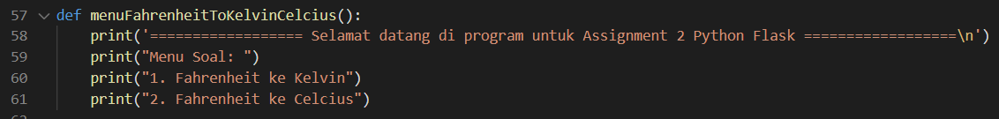 57 def menuFahrenheitToKelvinCelcius():
58 print('================== Selamat datang di program untuk Assignment 2 Python Flask ==================\n')
59 print("Menu Soal: ")
60 print("1. Fahrenheit ke Kelvin")
61 print("2. Fahrenheit ke Celcius")